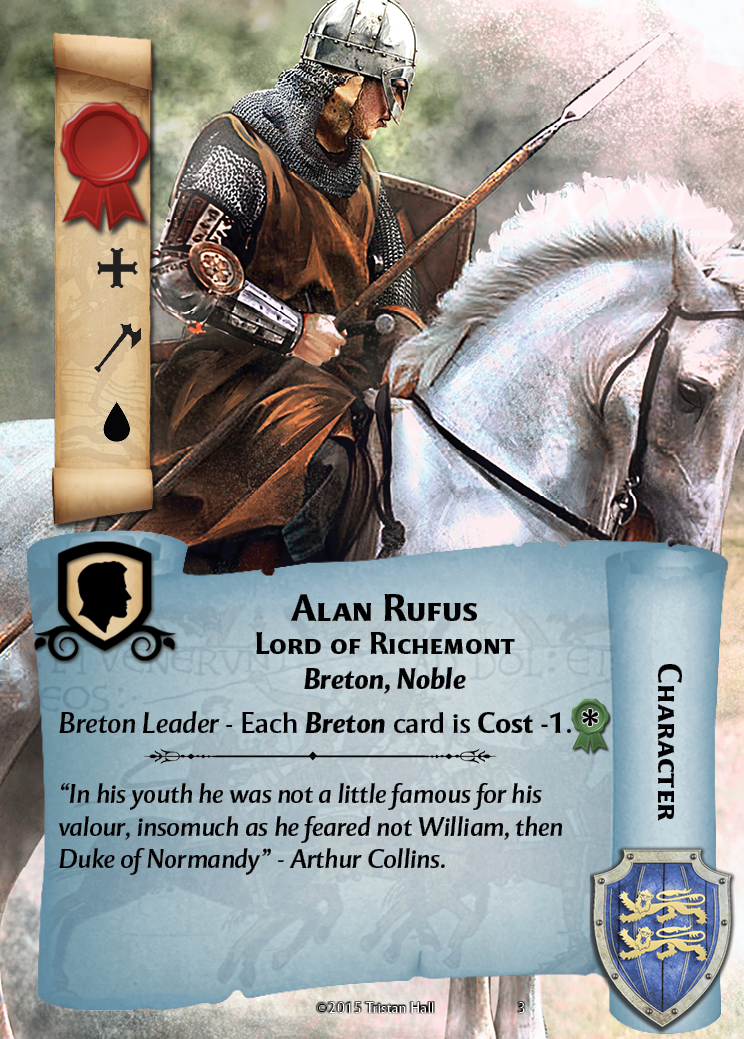 Alan Rufus
Lord of Richemont
Breton, Noble
Breton Leader - Each Breton card is Cost -1.
*
“In his youth he was not a little famous for his
valour, insomuch as he feared not William, then
Duke of Normandy” - Arthur Collins.
Character
©2015 Tristan Hall
3